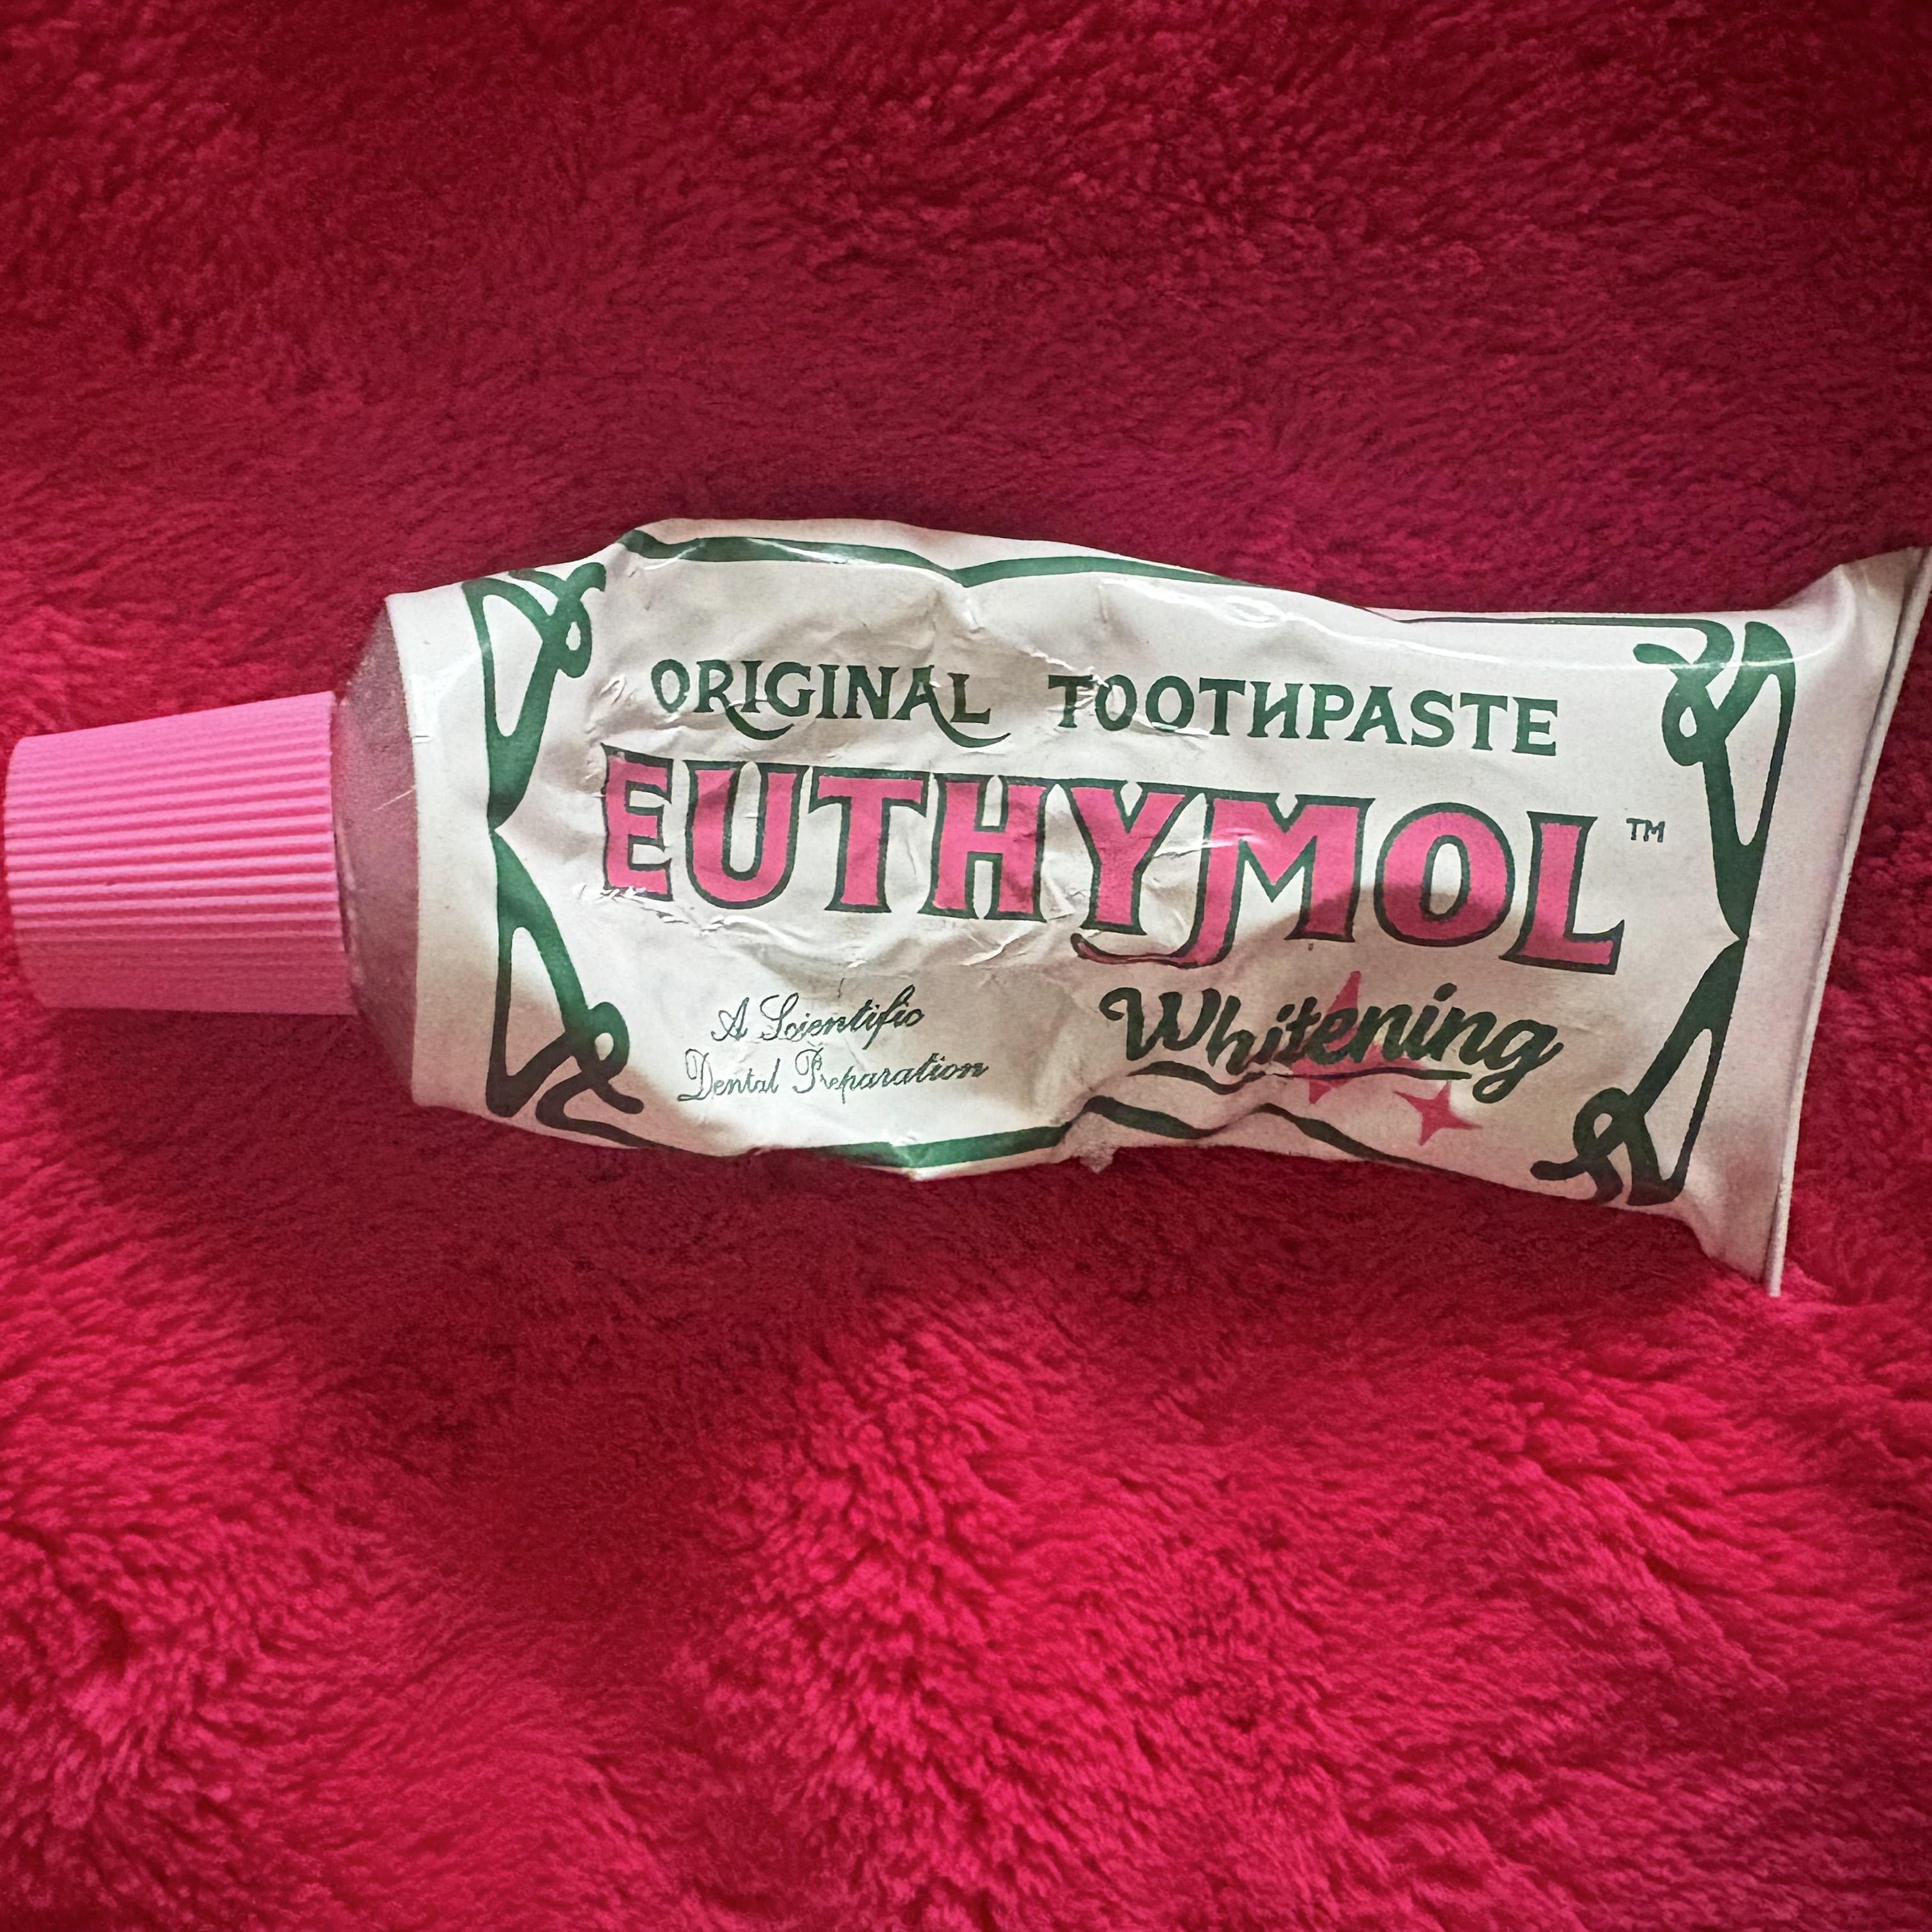 ORIGINAL TOOTHPASTE
EUTHYMOL™
Whitening
A Scientific
Dental Preparation